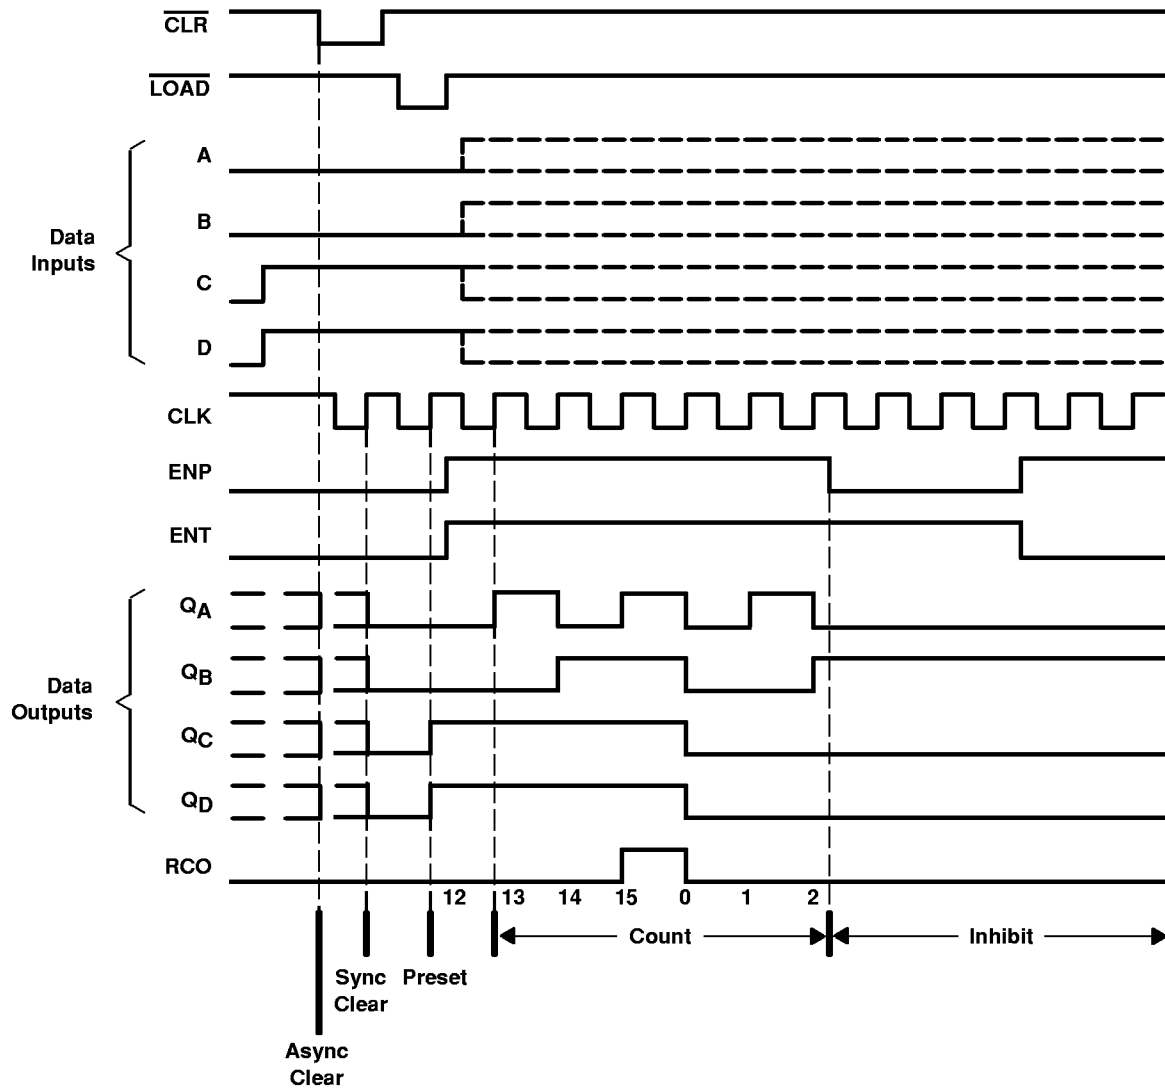 CLR
LOAD
A
B
Data
Inputs
C
D
CLK
ENP
ENT
QA
QB
Data
Outputs
QC
QD
RCO
12 13 14 15 0 1 2
Count Inhibit
Sync Preset
Clear
Async
Clear